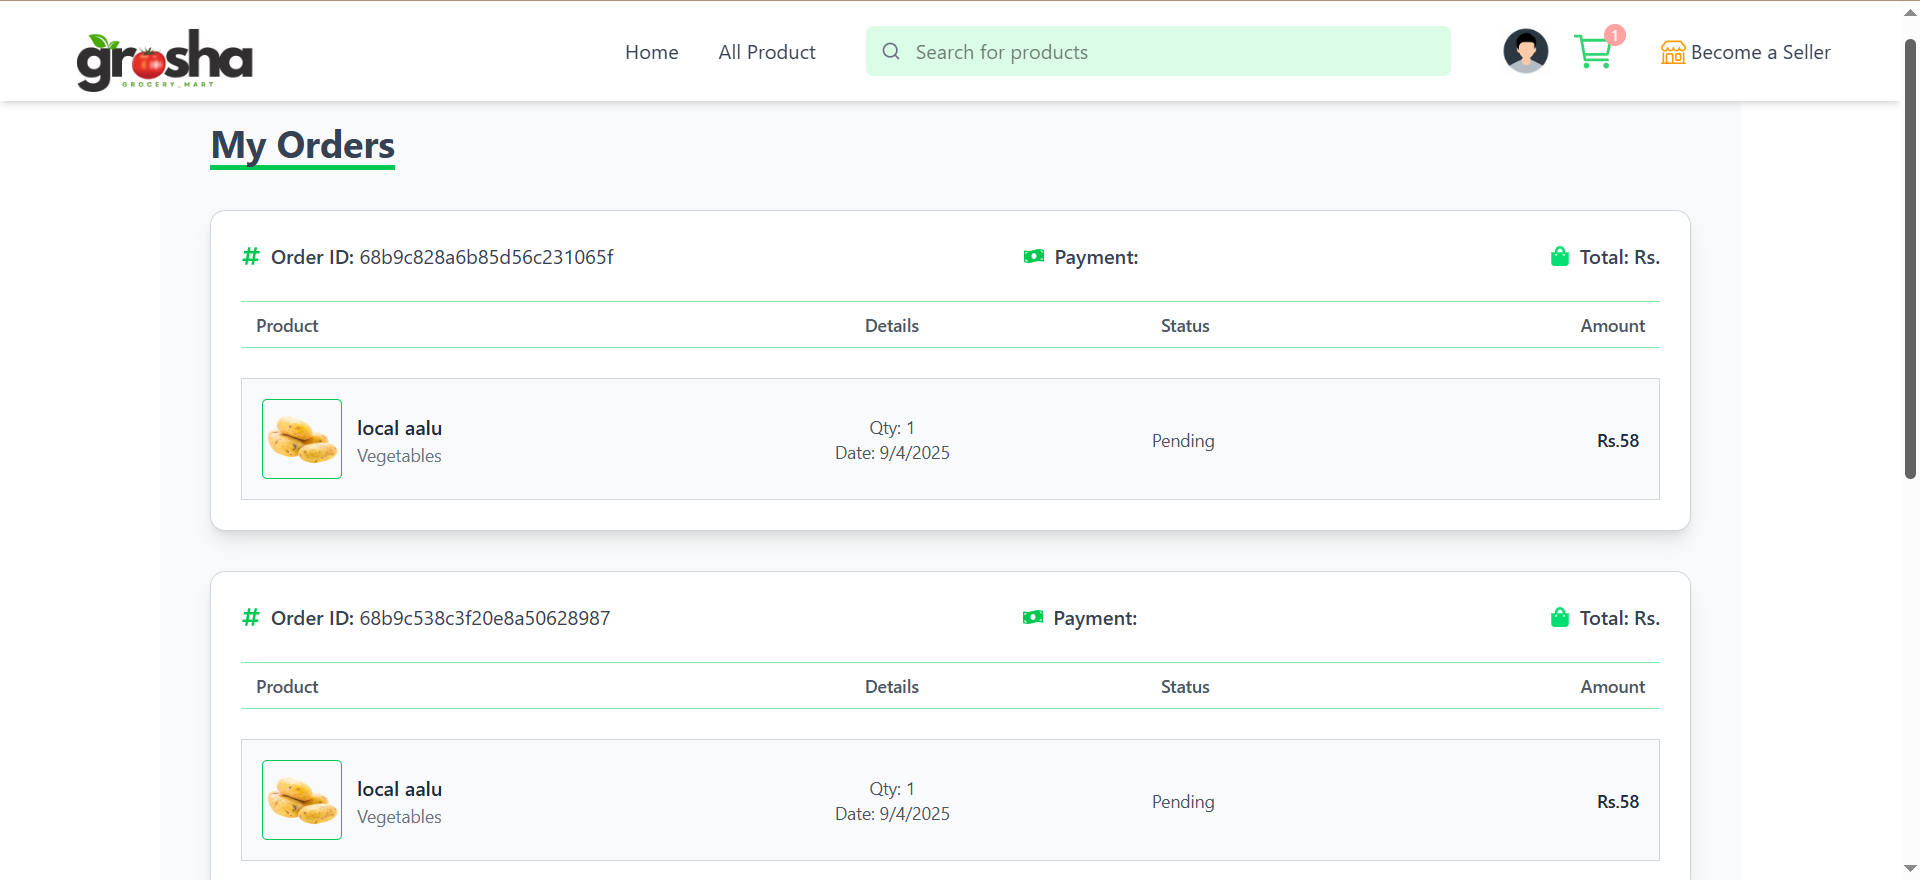 grosha
GROCERY_MART
Home
All Product
Search for products
1
Become a Seller
My Orders
# Order ID: 68b9c828a6b85d56c231065f
Payment:
Total: Rs.
Product Details Status Amount
local aalu
Vegetables
Qty: 1
Date: 9/4/2025
Pending
Rs.58
# Order ID: 68b9c538c3f20e8a50628987
Payment:
Total: Rs.
Product Details Status Amount
local aalu
Vegetables
Qty: 1
Date: 9/4/2025
Pending
Rs.58